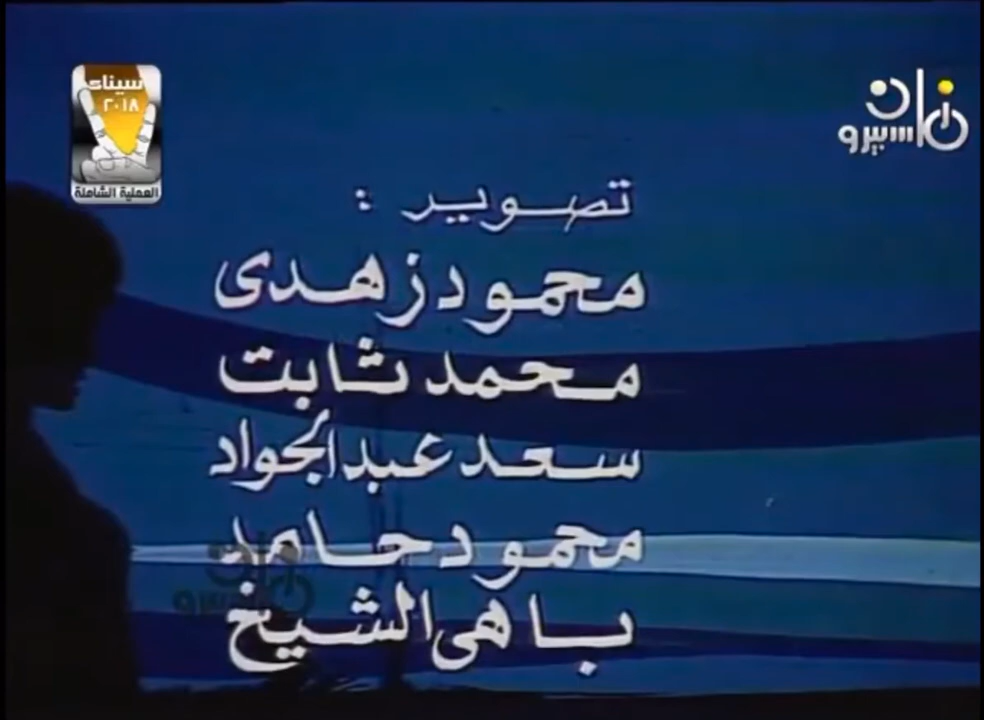 سيناء
٢٠١٨
العملية الشاملة
ماسبيرو
زمان
تصوير :
محمود زهدى
محمد ثابت
سعد عبد الجواد
محمود حامد
باهى الشيخ